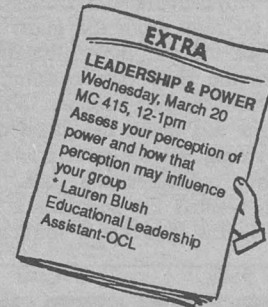 EXTRA
LEADERSHIP & POWER
Wednesday, March 20
MC 415, 12-1pm
Assess your perception of
power and how that
perception may influence
your group
* Lauren Blush
Educational Leadership
Assistant-OCL